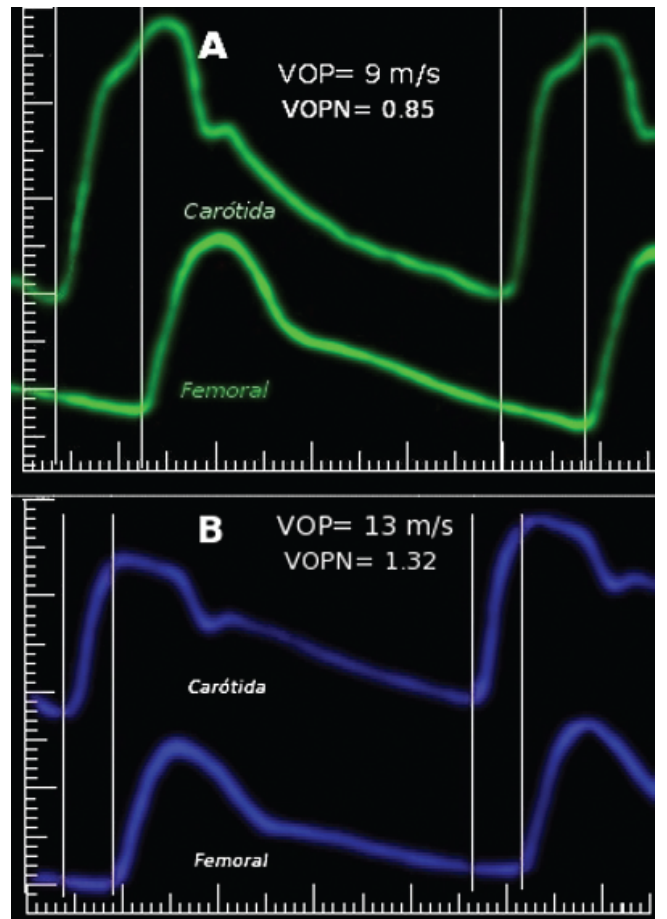 A
VOP= 9 m/s
VOPN= 0.85
Carótida
Femoral
B
VOP= 13 m/s
VOPN= 1.32
Carótida
Femoral